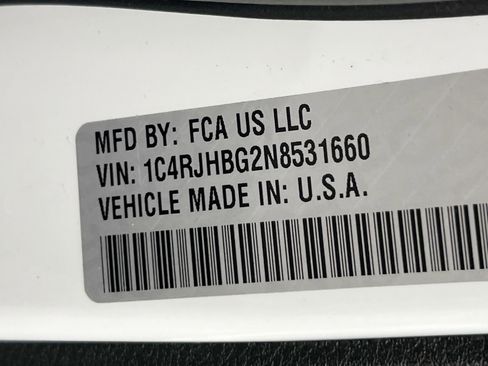 MFD BY: FCA US LLC
VIN: 1C4RJHBG2N8531660
VEHICLE MADE IN: U.S.A.